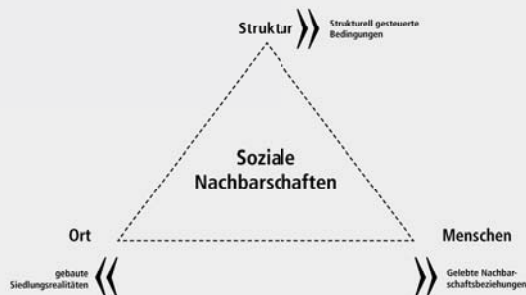 Struktur
Strukturell gesteuerte
Bedingungen
Soziale
Nachbarschaften
Ort
Menschen
gebaute
Siedlungsrealitäten
Gelebte Nachbar-
schaftsbeziehungen